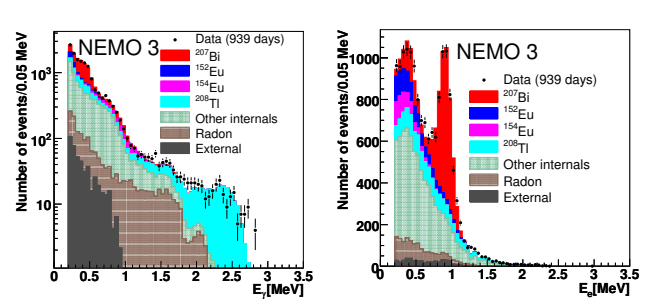 NEMO 3
Data (939 days)
²⁰⁷Bi
¹⁵²Eu
¹⁵⁴Eu
²⁰⁸Tl
Other internals
Radon
External
Number of events/0.05 MeV
10³
10²
10
0 0.5 1 1.5 2 2.5 3 3.5
Eγ[MeV]
NEMO 3
Data (939 days)
²⁰⁷Bi
¹⁵²Eu
¹⁵⁴Eu
²⁰⁸Tl
Other internals
Radon
External
Number of events/0.05 MeV
1000
800
600
400
200
0
0 0.5 1 1.5 2 2.5 3 3.5
Eₑ[MeV]